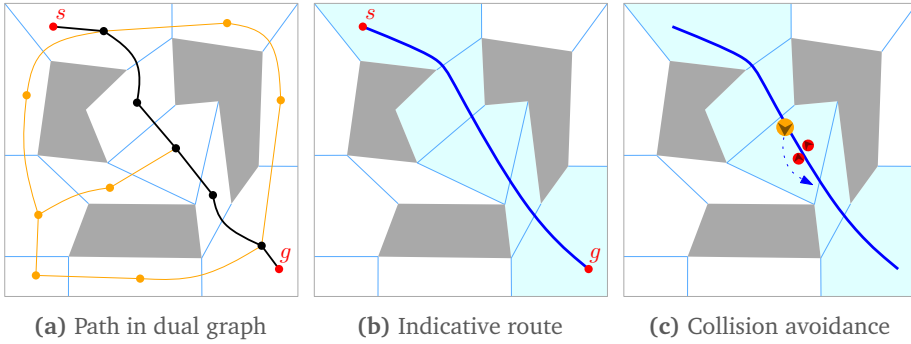 s
g
s
g
(a) Path in dual graph
(b) Indicative route
(c) Collision avoidance